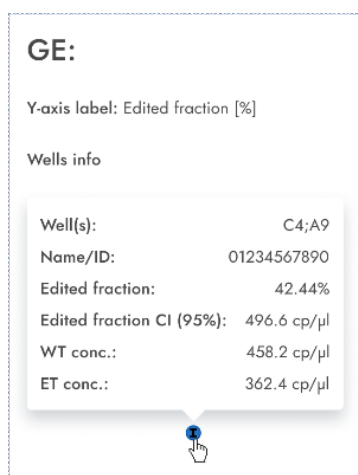 GE:
Y-axis label: Edited fraction [%]
Wells info
Well(s): C4;A9
Name/ID: 01234567890
Edited fraction: 42.44%
Edited fraction CI (95%): 496.6 cp/µl
WT conc.: 458.2 cp/µl
ET conc.: 362.4 cp/µl